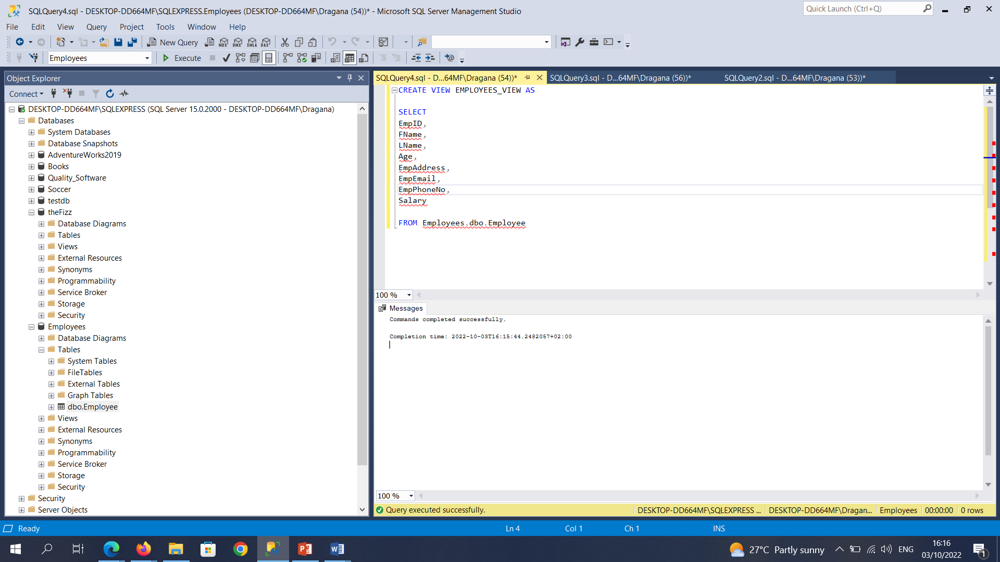 SQLQuery4.sql - DESKTOP-DD664MF\SQLEXPRESS.Employees (DESKTOP-DD664MF\Dragana (54))* - Microsoft SQL Server Management Studio
Quick Launch (Ctrl+Q)
File Edit View Query Project Tools Window Help
New Query MDX DMX XMLA DAX
Employees Execute
Object Explorer
Connect
DESKTOP-DD664MF\SQLEXPRESS (SQL Server 15.0.2000 - DESKTOP-DD664MF\Dragana)
Databases
System Databases
Database Snapshots
AdventureWorks2019
Books
Quality_Software
Soccer
testdb
theFizz
Database Diagrams
Tables
Views
External Resources
Synonyms
Programmability
Service Broker
Storage
Security
Employees
Database Diagrams
Tables
System Tables
FileTables
External Tables
Graph Tables
dbo.Employee
Views
External Resources
Synonyms
Programmability
Service Broker
Storage
Security
Security
Server Objects
SQLQuery4.sql - D...64MF\Dragana (54))* SQLQuery3.sql - D...64MF\Dragana (56))* SQLQuery2.sql - D...64MF\Dragana (53))*
CREATE VIEW EMPLOYEES_VIEW AS
SELECT
EmpID,
FName,
LName,
Age,
EmpAddress,
EmpEmail,
EmpPhoneNo,
Salary
FROM Employees.dbo.Employee
100 %
Messages
Commands completed successfully.
Completion time: 2022-10-03T16:15:44.2482057+02:00
100 %
Query executed successfully. DESKTOP-DD664MF\SQLEXPRESS ... DESKTOP-DD664MF\Dragan... Employees 00:00:00 0 rows
Ready Ln 4 Col 1 Ch 1 INS
27°C Partly sunny ENG
16:16
03/10/2022
1